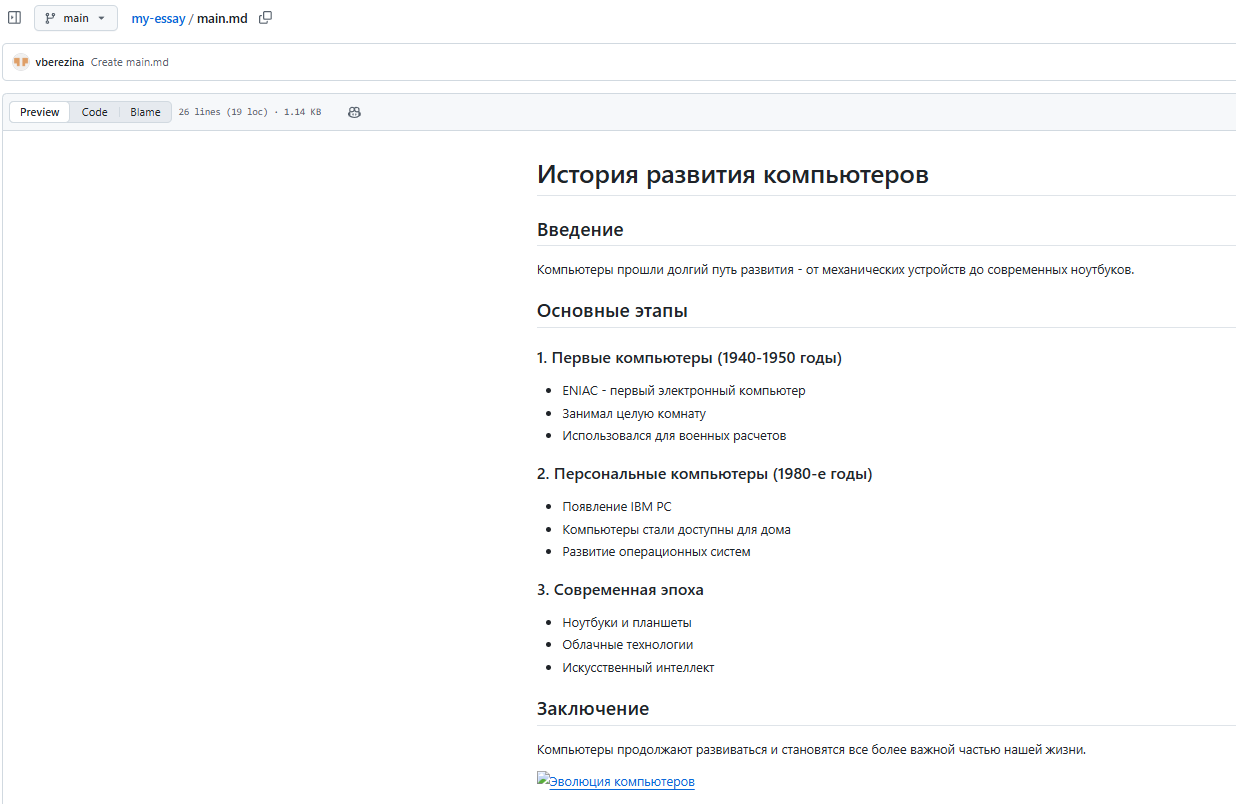 main
my-essay / main.md
vberezina Create main.md
Preview Code Blame 26 lines (19 loc) · 1.14 KB
История развития компьютеров
Введение
Компьютеры прошли долгий путь развития - от механических устройств до современных ноутбуков.
Основные этапы
1. Первые компьютеры (1940-1950 годы)
• ENIAC - первый электронный компьютер
• Занимал целую комнату
• Использовался для военных расчетов
2. Персональные компьютеры (1980-е годы)
• Появление IBM PC
• Компьютеры стали доступны для дома
• Развитие операционных систем
3. Современная эпоха
• Ноутбуки и планшеты
• Облачные технологии
• Искусственный интеллект
Заключение
Компьютеры продолжают развиваться и становятся все более важной частью нашей жизни.
Эволюция компьютеров